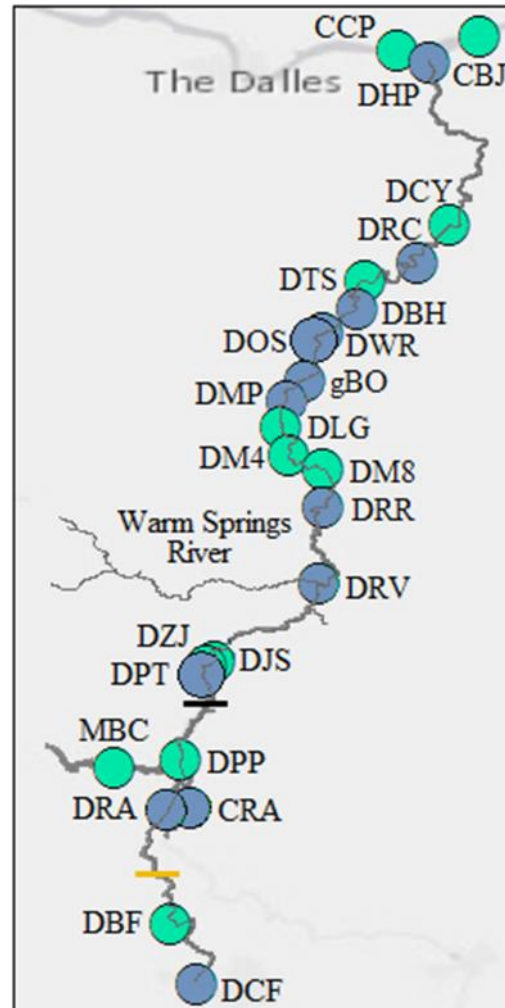 CCP
CBJ
The Dalles
DHP
DCY
DRC
DTS
DBH
DOS
DWR
gBO
DMP
DLG
DM4
DM8
DRR
Warm Springs
River
DRV
DZJ
DJS
DPT
MBC
DPP
DRA
CRA
DBF
DCF